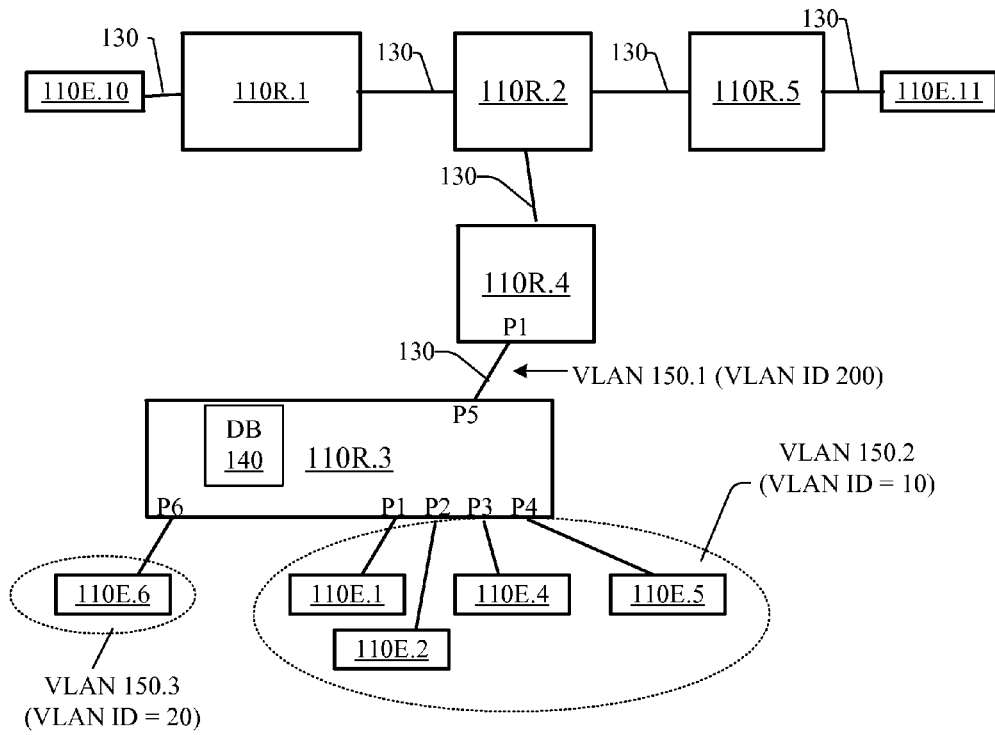 130
130
130
130
110E.10
110R.1
110R.2
110R.5
110E.11
130
110R.4
P1
130
VLAN 150.1 (VLAN ID 200)
P5
DB
140
110R.3
VLAN 150.2
(VLAN ID = 10)
P6
P1
P2
P3
P4
110E.6
110E.1
110E.4
110E.5
110E.2
VLAN 150.3
(VLAN ID = 20)